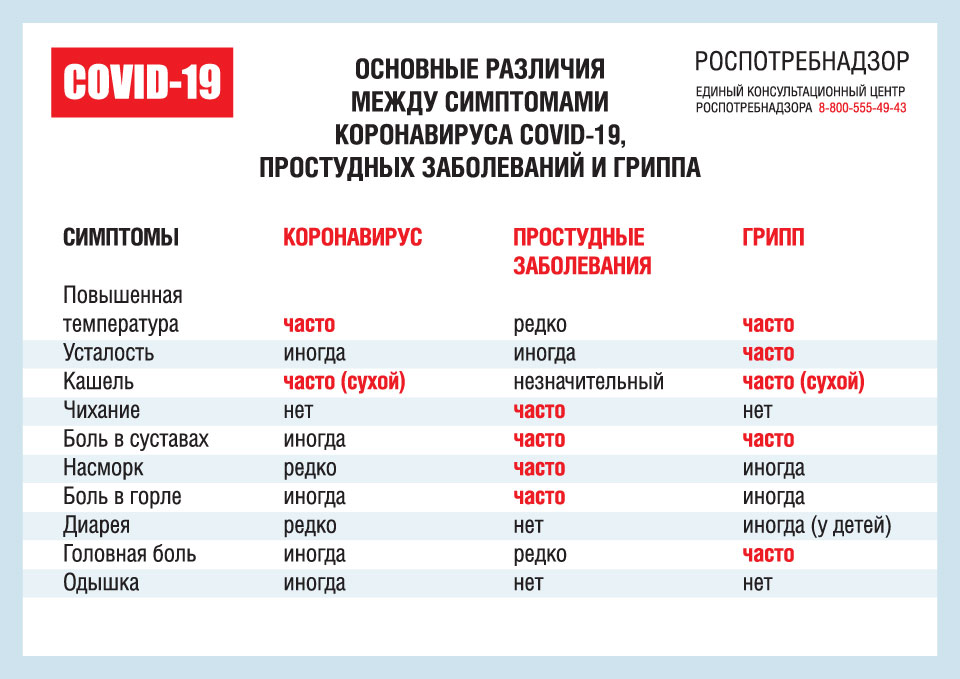 COVID-19
ОСНОВНЫЕ РАЗЛИЧИЯ
МЕЖДУ СИМПТОМАМИ
КОРОНАВИРУСА COVID-19,
ПРОСТУДНЫХ ЗАБОЛЕВАНИЙ И ГРИППА
РОСПОТРЕБНАДЗОР
ЕДИНЫЙ КОНСУЛЬТАЦИОННЫЙ ЦЕНТР
РОСПОТРЕБНАДЗОРА 8-800-555-49-43
СИМПТОМЫ КОРОНАВИРУС ПРОСТУДНЫЕ ГРИПП
ЗАБОЛЕВАНИЯ
Повышенная
температура часто редко часто
Усталость иногда иногда часто
Кашель часто (сухой) незначительный часто (сухой)
Чихание нет часто нет
Боль в суставах иногда часто часто
Насморк редко часто иногда
Боль в горле иногда часто иногда
Диарея редко нет иногда (у детей)
Головная боль иногда редко часто
Одышка иногда нет нет